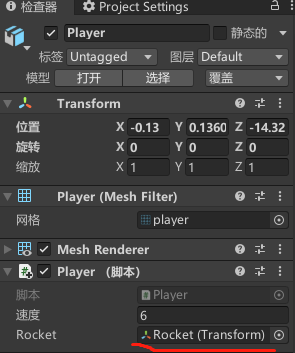 检查器 Project Settings
Player 静态的
标签 Untagged 图层 Default
模型 打开 选择 覆盖
Transform
位置 X -0.13 Y 0.1360 Z -14.32
旋转 X 0 Y 0 Z 0
缩放 X 1 Y 1 Z 1
Player (Mesh Filter)
网格 player
Mesh Renderer
Player （脚本）
脚本 Player
速度 6
Rocket Rocket (Transform)